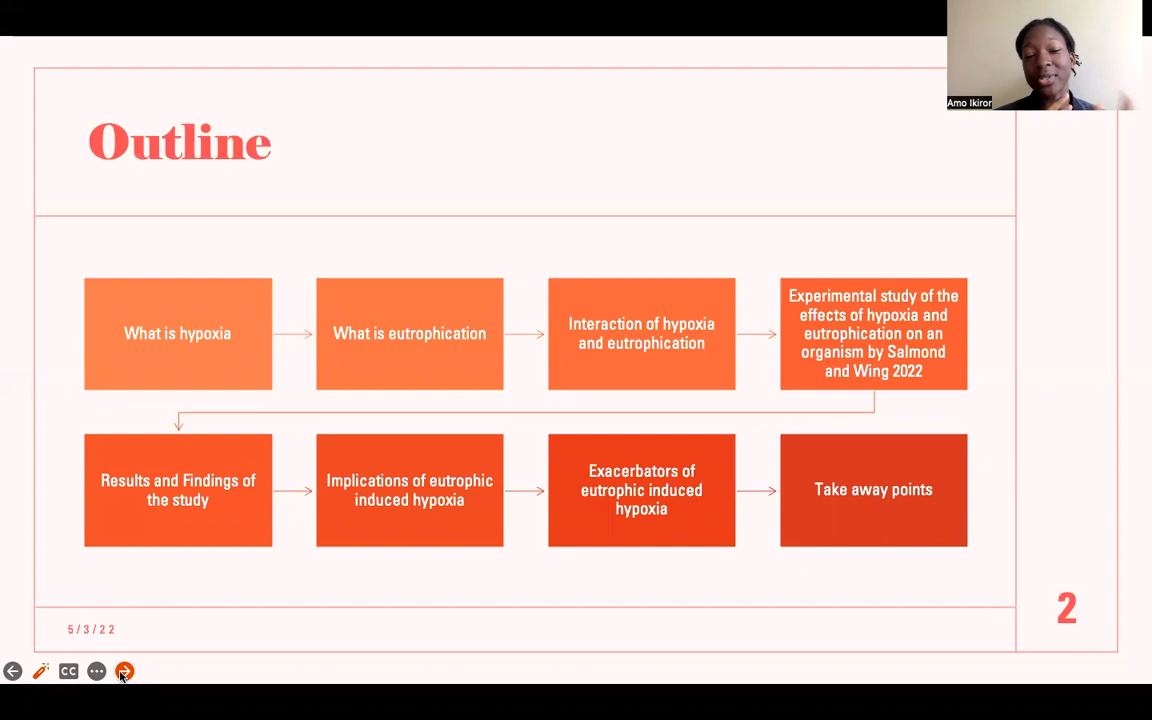 Amo Ikiror
Outline
What is hypoxia
What is eutrophication
Interaction of hypoxia
and eutrophication
Experimental study of the
effects of hypoxia and
eutrophication on an
organism by Salmond
and Wing 2022
Results and Findings of
the study
Implications of eutrophic
induced hypoxia
Exacerbators of
eutrophic induced
hypoxia
Take away points
2
5/3/22
CC